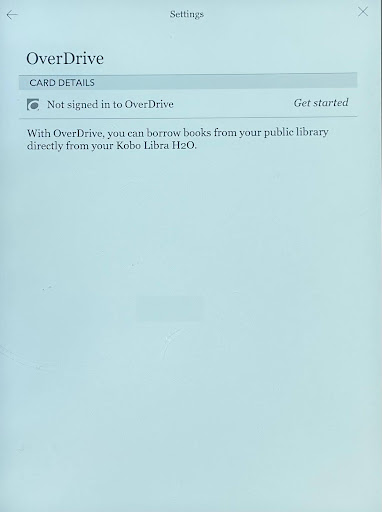 Settings
OverDrive
CARD DETAILS
Not signed in to OverDrive Get started
With OverDrive, you can borrow books from your public library
directly from your Kobo Libra H2O.